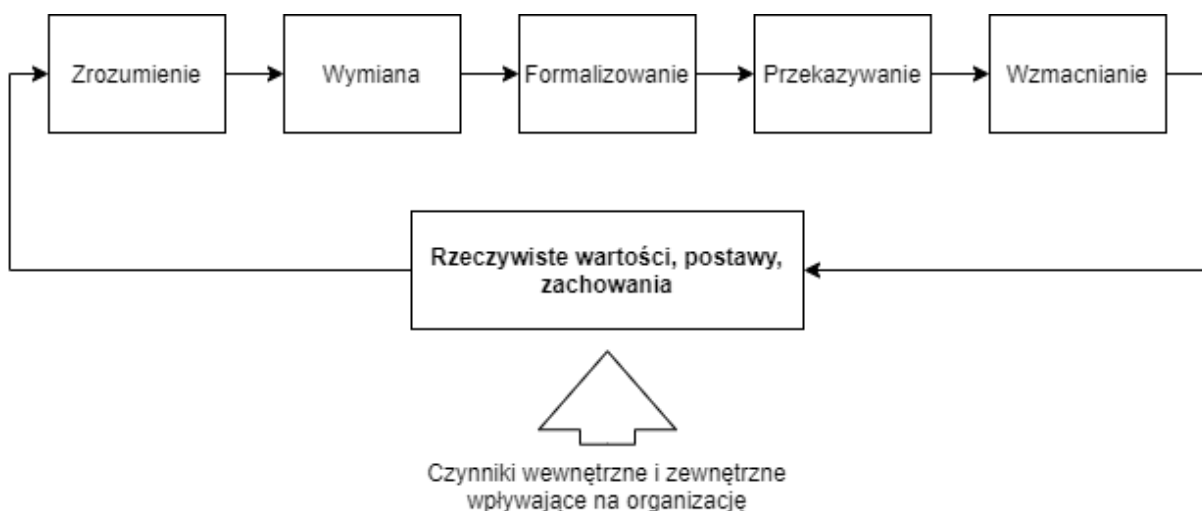 Zrozumienie
Wymiana
Formalizowanie
Przekazywanie
Wzmacnianie
Rzeczywiste wartości, postawy,
zachowania
Czynniki wewnętrzne i zewnętrzne
wpływające na organizację